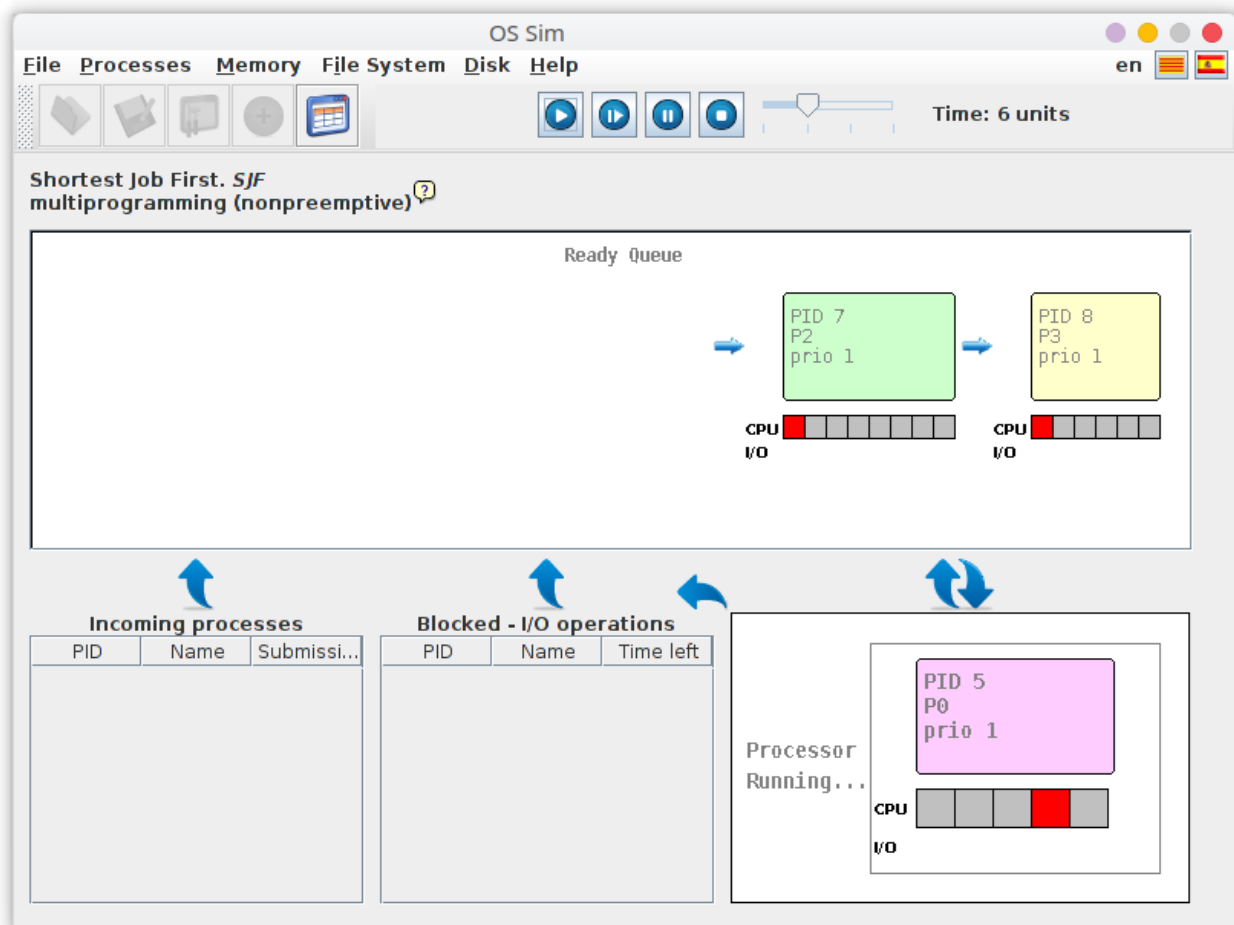 OS Sim
File Processes Memory File System Disk Help
en
Time: 6 units
Shortest Job First. SJF
multiprogramming (nonpreemptive)
?
Ready Queue
PID 7
P2
prio 1
CPU
I/O
PID 8
P3
prio 1
CPU
I/O
Incoming processes
PID Name Submissi...
Blocked - I/O operations
PID Name Time left
Processor
Running...
PID 5
P0
prio 1
CPU
I/O